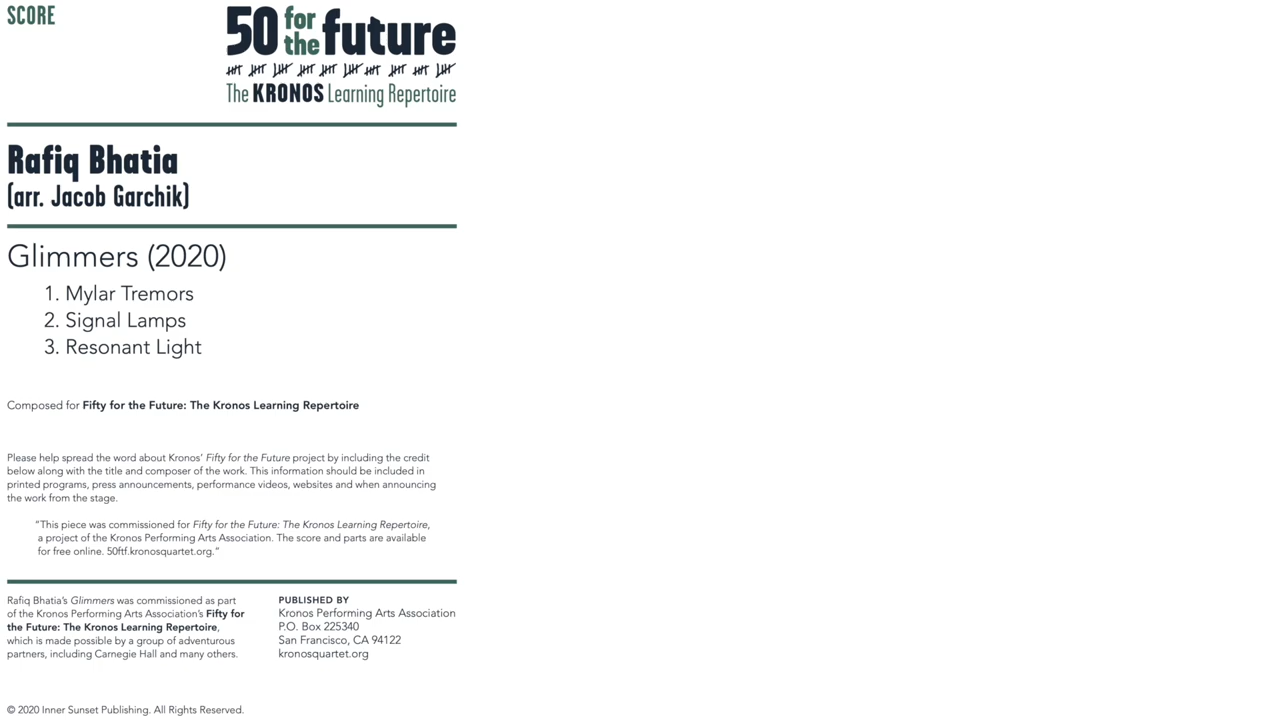 SCORE
50 for the future
The KRONOS Learning Repertoire
Rafiq Bhatia
(arr. Jacob Garchik)
Glimmers (2020)
1. Mylar Tremors
2. Signal Lamps
3. Resonant Light
Composed for Fifty for the Future: The Kronos Learning Repertoire
Please help spread the word about Kronos’ Fifty for the Future project by including the credit
below along with the title and composer of the work. This information should be included in
printed programs, press announcements, performance videos, websites and when announcing
the work from the stage.
“This piece was commissioned for Fifty for the Future: The Kronos Learning Repertoire,
a project of the Kronos Performing Arts Association. The score and parts are available
for free online. 50ftf.kronosquartet.org.”
Rafiq Bhatia’s Glimmers was commissioned as part
of the Kronos Performing Arts Association’s Fifty for
the Future: The Kronos Learning Repertoire,
which is made possible by a group of adventurous
partners, including Carnegie Hall and many others.
PUBLISHED BY
Kronos Performing Arts Association
P.O. Box 225340
San Francisco, CA 94122
kronosquartet.org
© 2020 Inner Sunset Publishing. All Rights Reserved.